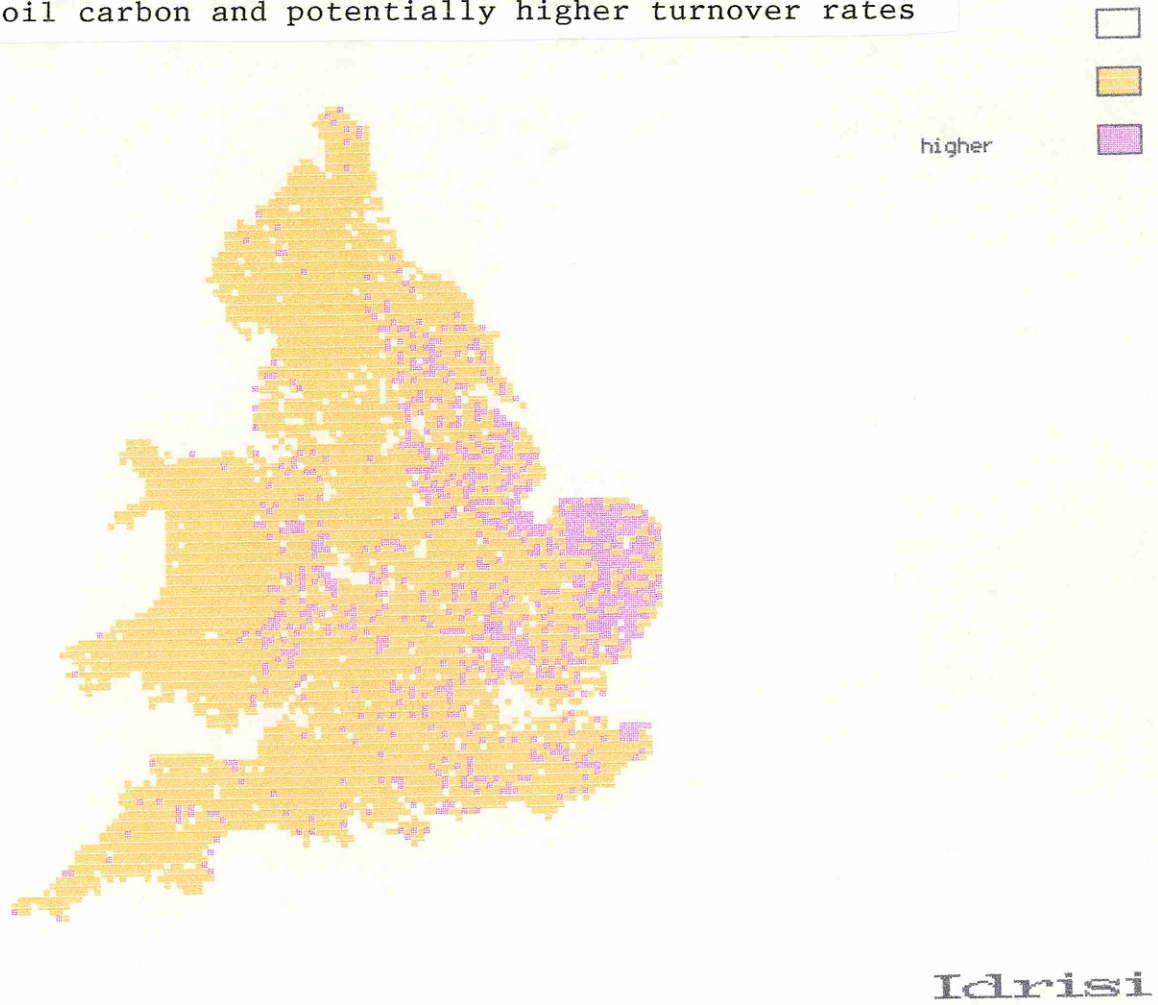 oil carbon and potentially higher turnover rates
higher
Idrisi